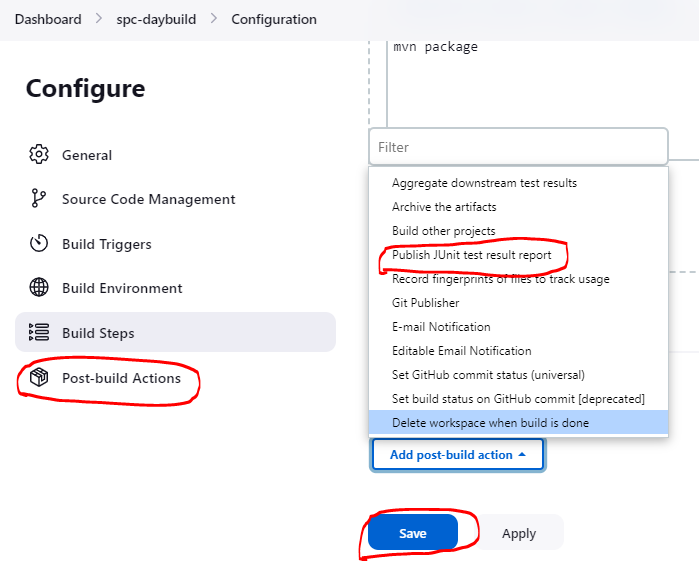 Dashboard > spc-daybuild > Configuration
mvn package
Configure
General
Source Code Management
Build Triggers
Build Environment
Build Steps
Post-build Actions
Filter
Aggregate downstream test results
Archive the artifacts
Build other projects
Publish JUnit test result report
Record fingerprints of files to track usage
Git Publisher
E-mail Notification
Editable Email Notification
Set GitHub commit status (universal)
Set build status on GitHub commit [deprecated]
Delete workspace when build is done
Add post-build action
Save Apply